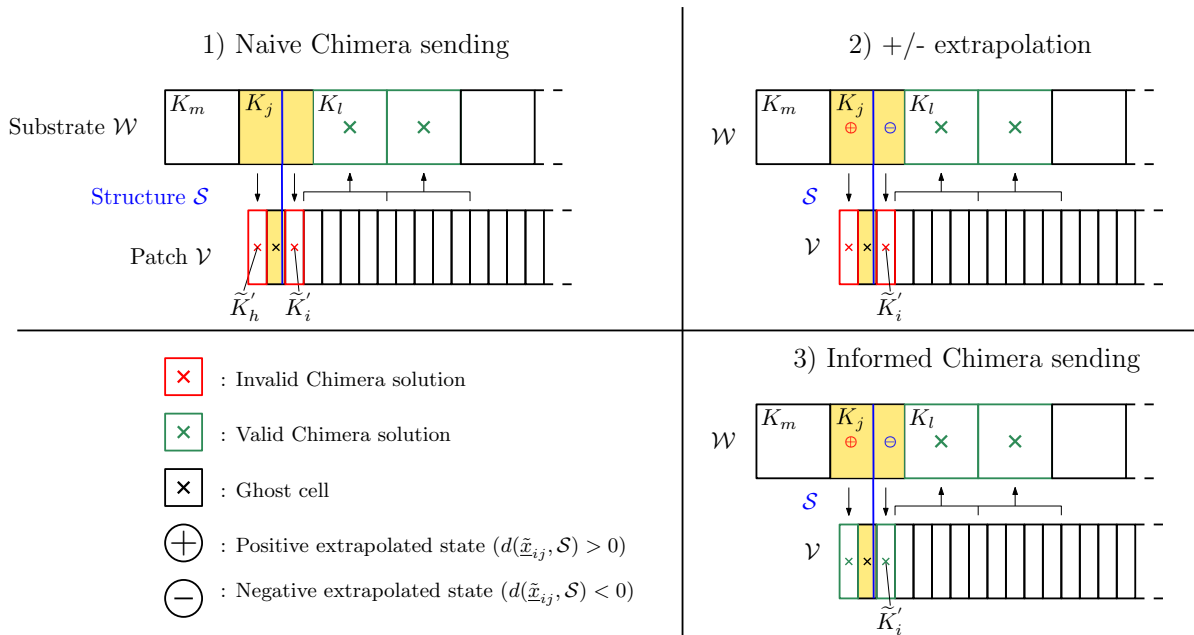 1) Naive Chimera sending
K_m K_j K_l
Substrate 𝒲
Structure 𝒮
Patch 𝒱
K̃'_h K̃'_i
2) +/- extrapolation
K_m K_j K_l
𝒲
𝒮
𝒱
K̃'_i
: Invalid Chimera solution
: Valid Chimera solution
: Ghost cell
: Positive extrapolated state (d(x̲̃_{ij}, 𝒮) > 0)
: Negative extrapolated state (d(x̲̃_{ij}, 𝒮) < 0)
3) Informed Chimera sending
K_m K_j K_l
𝒲
𝒮
𝒱
K̃'_i